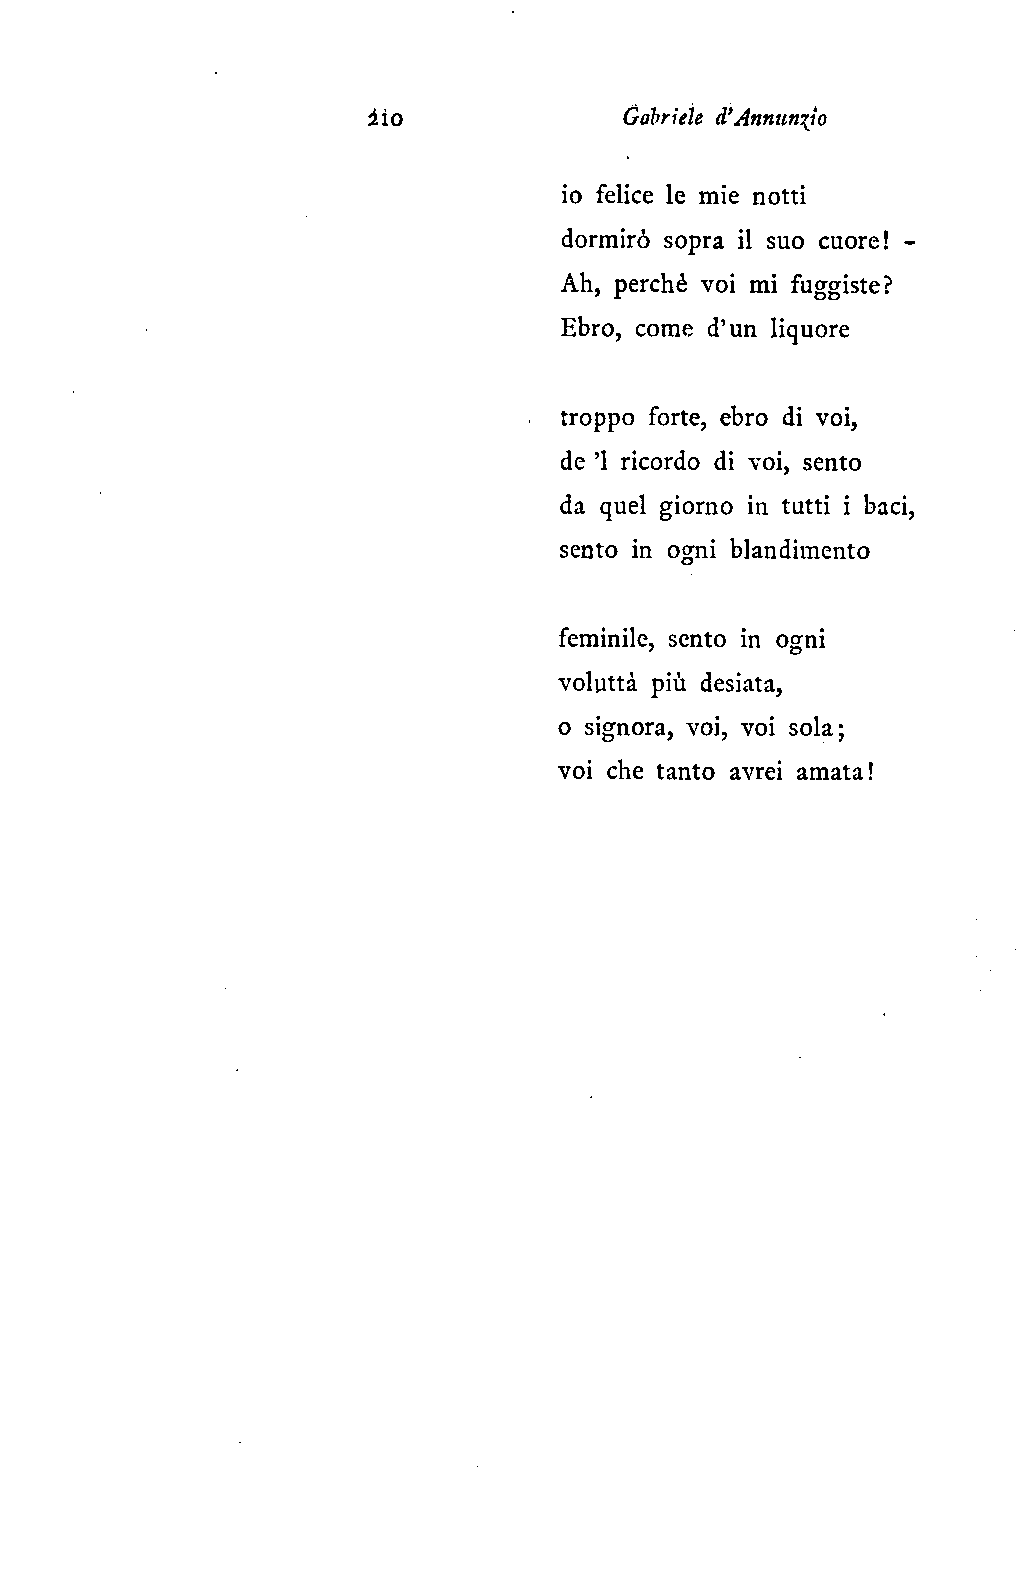 110 Gabriele d'Annunzio
io felice le mie notti
dormirò sopra il suo cuore! -
Ah, perchè voi mi fuggiste?
Ebro, come d'un liquore
troppo forte, ebro di voi,
de 'l ricordo di voi, sento
da quel giorno in tutti i baci,
sento in ogni blandimento
feminile, sento in ogni
voluttà più desiata,
o signora, voi, voi sola;
voi che tanto avrei amata!